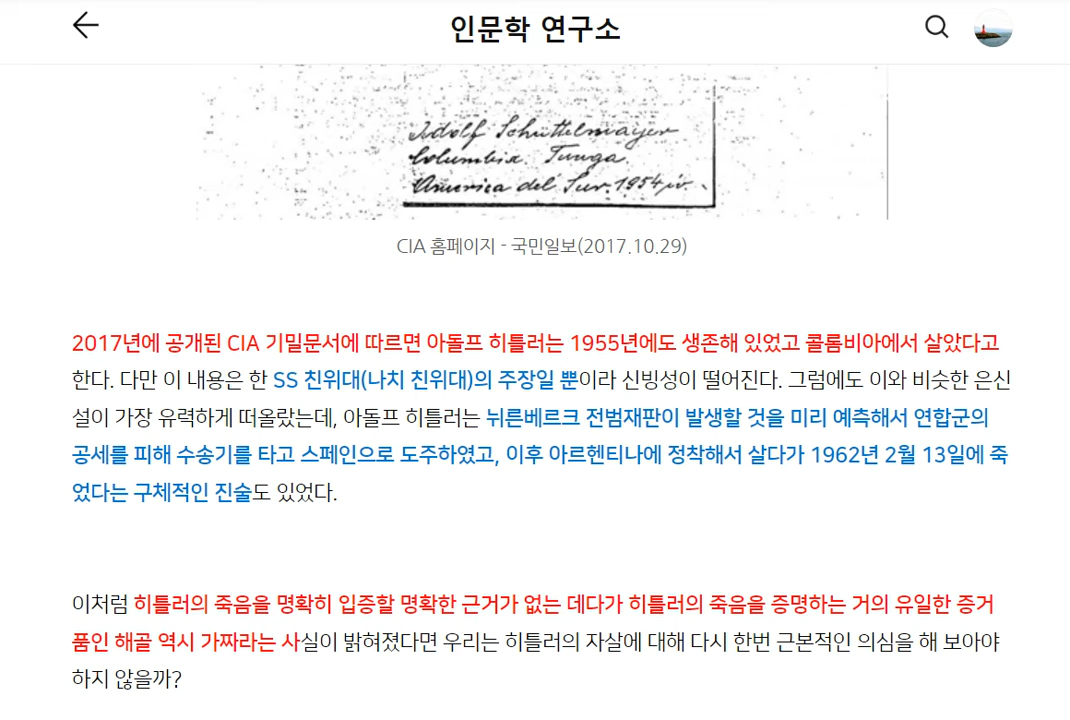 인문학 연구소
Adolf Schüttelmayer
Columbia. Tunga
America del Sur. 1954
CIA 홈페이지 - 국민일보(2017.10.29)
2017년에 공개된 CIA 기밀문서에 따르면 아돌프 히틀러는 1955년에도 생존해 있었고 콜롬비아에서 살았다고
한다. 다만 이 내용은 한 SS 친위대(나치 친위대)의 주장일 뿐이라 신빙성이 떨어진다. 그럼에도 이와 비슷한 은신
설이 가장 유력하게 떠올랐는데, 아돌프 히틀러는 뉘른베르크 전범재판이 발생할 것을 미리 예측해서 연합군의
공세를 피해 수송기를 타고 스페인으로 도주하였고, 이후 아르헨티나에 정착해서 살다가 1962년 2월 13일에 죽
었다는 구체적인 진술도 있었다.
이처럼 히틀러의 죽음을 명확히 입증할 명확한 근거가 없는 데다가 히틀러의 죽음을 증명하는 거의 유일한 증거
품인 해골 역시 가짜라는 사실이 밝혀졌다면 우리는 히틀러의 자살에 대해 다시 한번 근본적인 의심을 해 보아야
하지 않을까?